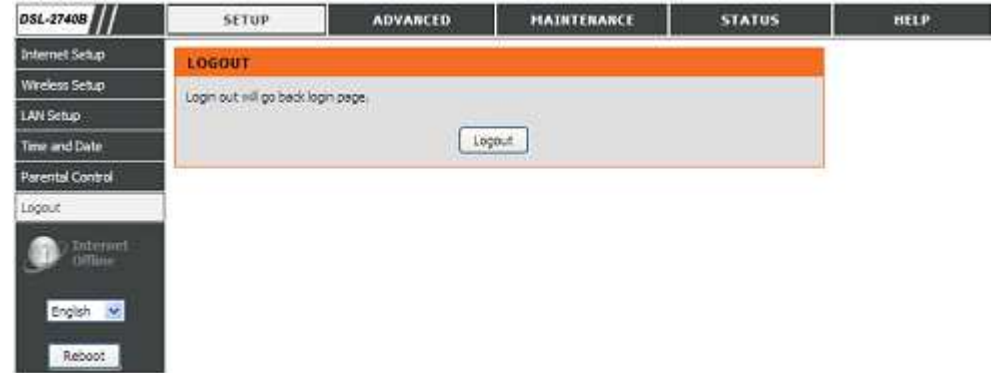 DSL-2740B
SETUP
ADVANCED
MAINTENANCE
STATUS
HELP
Internet Setup
Wireless Setup
LAN Setup
Time and Date
Parental Control
Logout
Internet
Offline
English
Reboot
LOGOUT
Login out will go back login page.
Logout